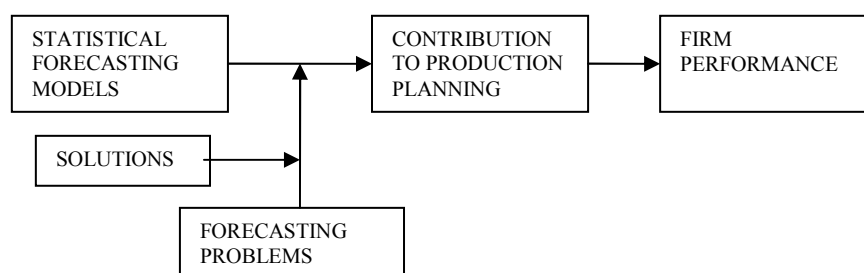 STATISTICAL
FORECASTING
MODELS
CONTRIBUTION
TO PRODUCTION
PLANNING
FIRM
PERFORMANCE
SOLUTIONS
FORECASTING
PROBLEMS